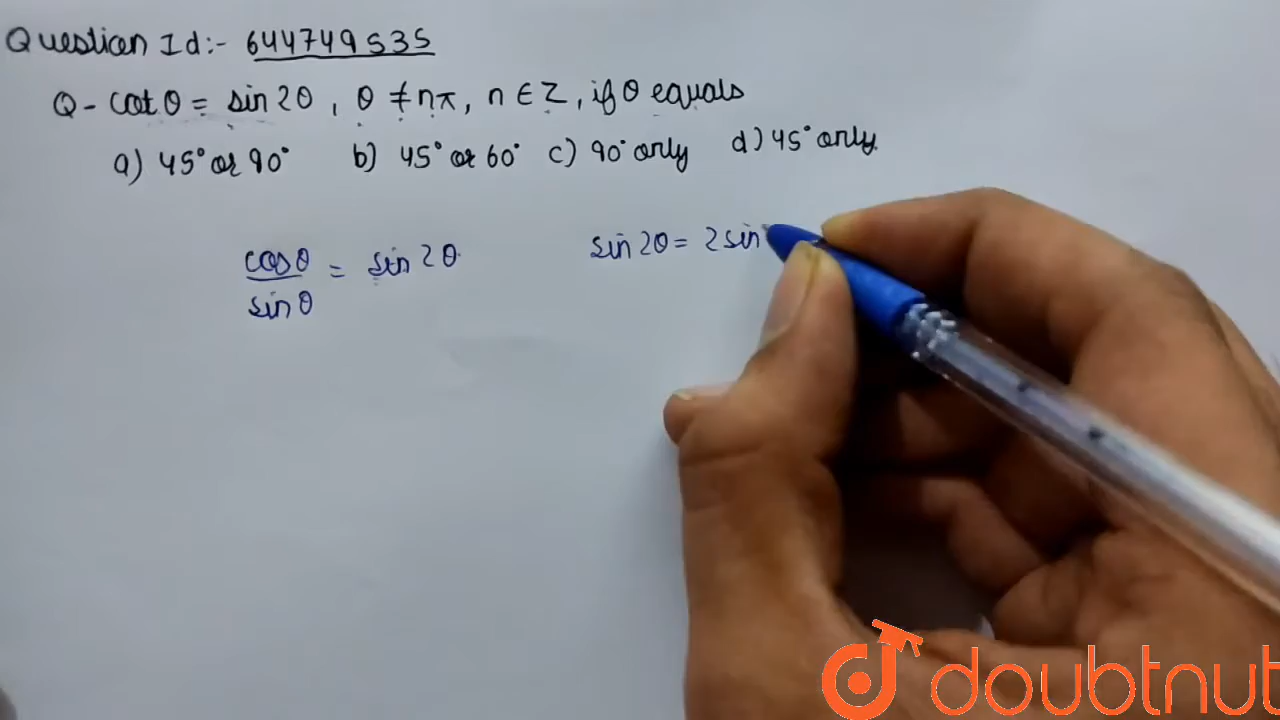 Question Id:- 644749535
Q- cot θ = sin 2θ , θ ≠ nπ, n ∈ Z, if θ equals
a) 45° or 90° b) 45° or 60° c) 90° only d) 45° only
cosθ / sin θ = sin 2θ sin 2θ = 2 sin
doubtnut